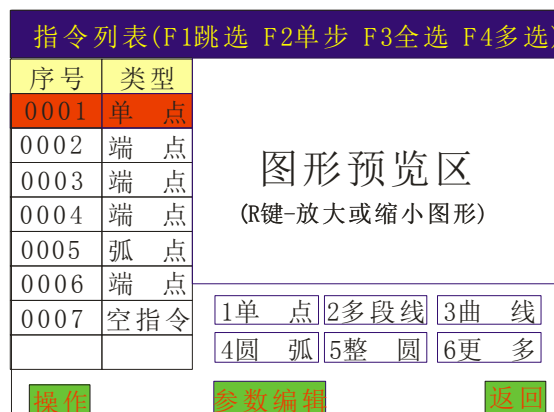 指令列表(F1跳选 F2单步 F3全选 F4多选)
序号 类型
0001 单 点
0002 端 点
0003 端 点
0004 端 点
0005 弧 点
0006 端 点
0007 空指令
图形预览区
(R键-放大或缩小图形)
1单 点 2多段线 3曲 线
4圆 弧 5整 圆 6更 多
操作 参数编辑 返回